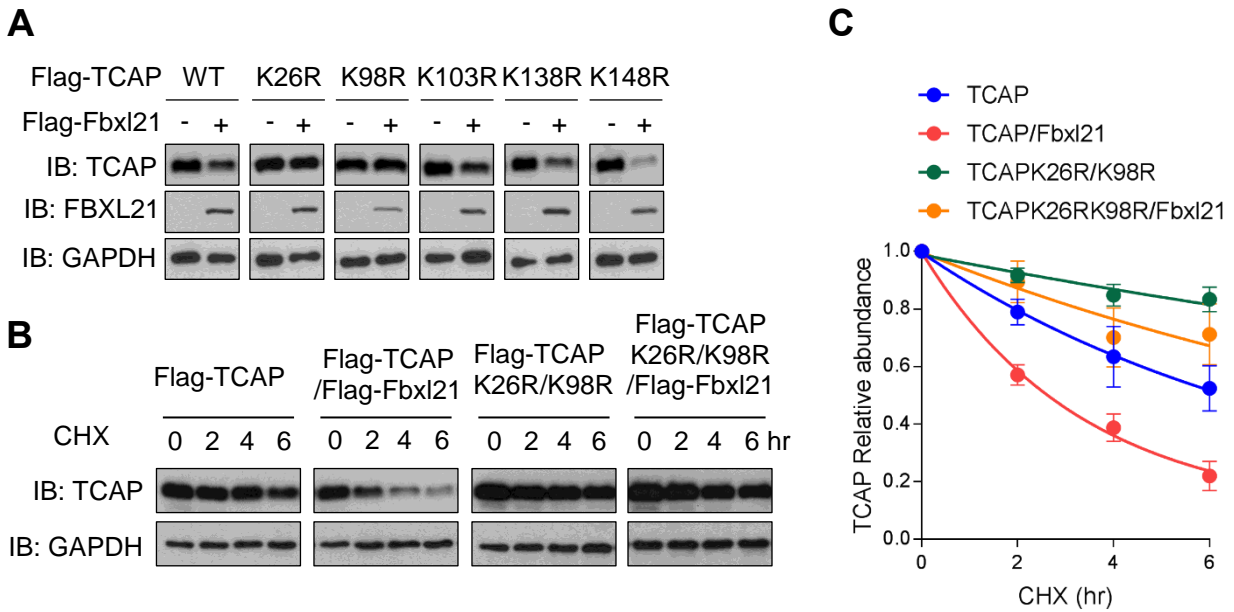 A
Flag-TCAP WT K26R K98R K103R K138R K148R
Flag-Fbxl21 - + - + - + - + - + - +
IB: TCAP
IB: FBXL21
IB: GAPDH
B
Flag-TCAP
Flag-TCAP
/Flag-Fbxl21
Flag-TCAP
K26R/K98R
Flag-TCAP
K26R/K98R
/Flag-Fbxl21
CHX 0 2 4 6 0 2 4 6 0 2 4 6 0 2 4 6 hr
IB: TCAP
IB: GAPDH
C
TCAP
TCAP/Fbxl21
TCAPK26R/K98R
TCAPK26RK98R/Fbxl21
TCAP Relative abundance
1.0
0.8
0.6
0.4
0.2
0.0
0 2 4 6
CHX (hr)